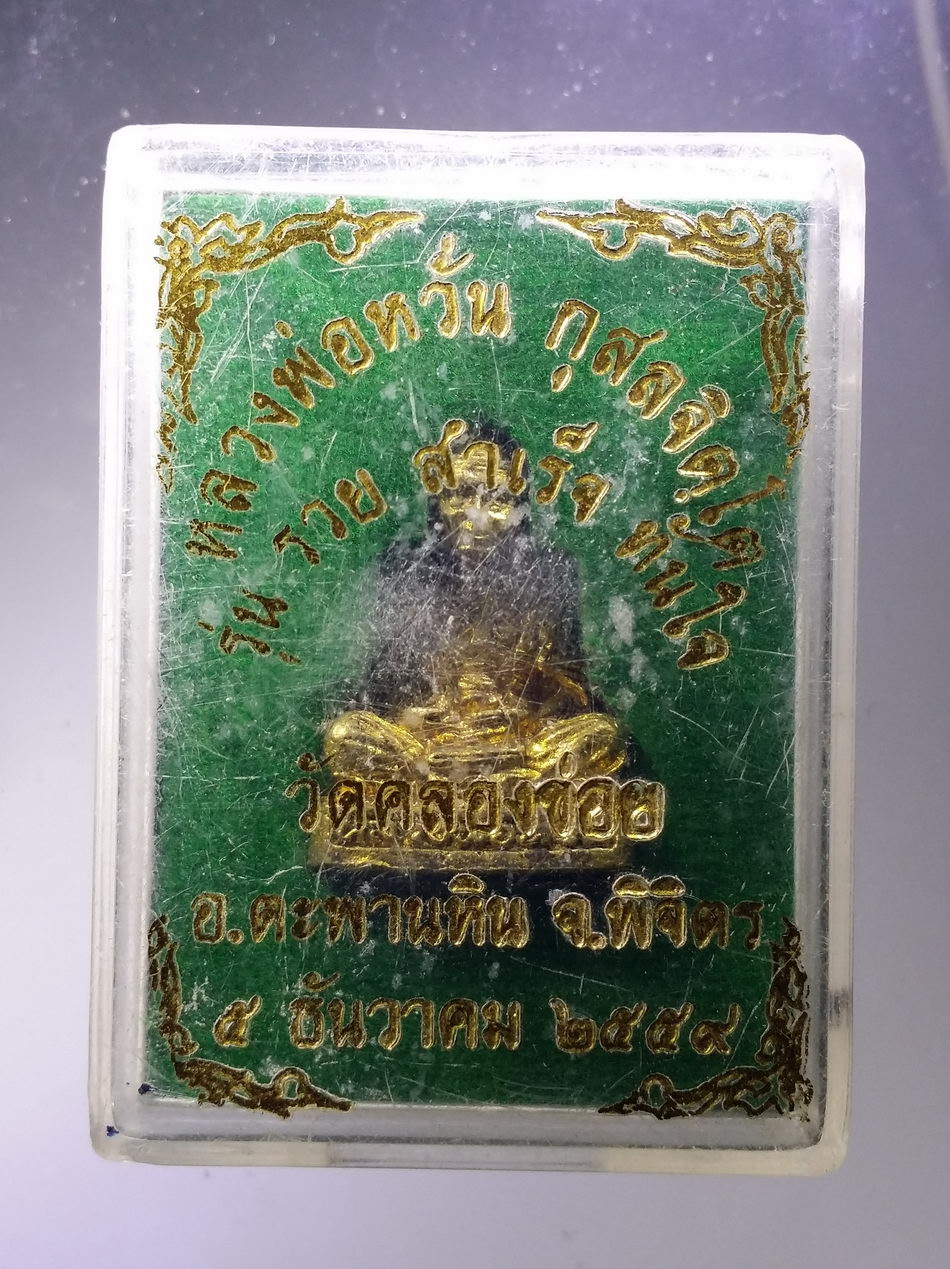 หลวงพ่อหวั้น กุสลจิตฺโต
รุ่น รวย สำเร็จ ทันใจ
วัดคลองข่อย
อ.ตะพานหิน จ.พิจิตร
๕ ธันวาคม ๒๕๕๙